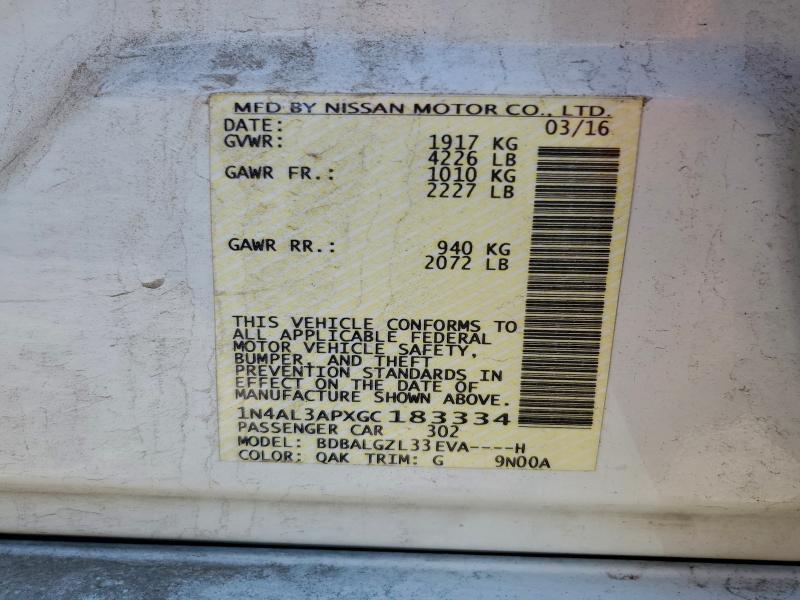 MFD BY NISSAN MOTOR CO., LTD.
DATE: 03/16
GVWR: 1917 KG
4226 LB
GAWR FR.: 1010 KG
2227 LB
GAWR RR.: 940 KG
2072 LB
THIS VEHICLE CONFORMS TO
ALL APPLICABLE FEDERAL
MOTOR VEHICLE SAFETY,
BUMPER, AND THEFT
PREVENTION STANDARDS IN
EFFECT ON THE DATE OF
MANUFACTURE SHOWN ABOVE.
1N4AL3APXGC183334
PASSENGER CAR 302
MODEL: BDBALGZL33EVA----H
COLOR: QAK TRIM: G 9N00A